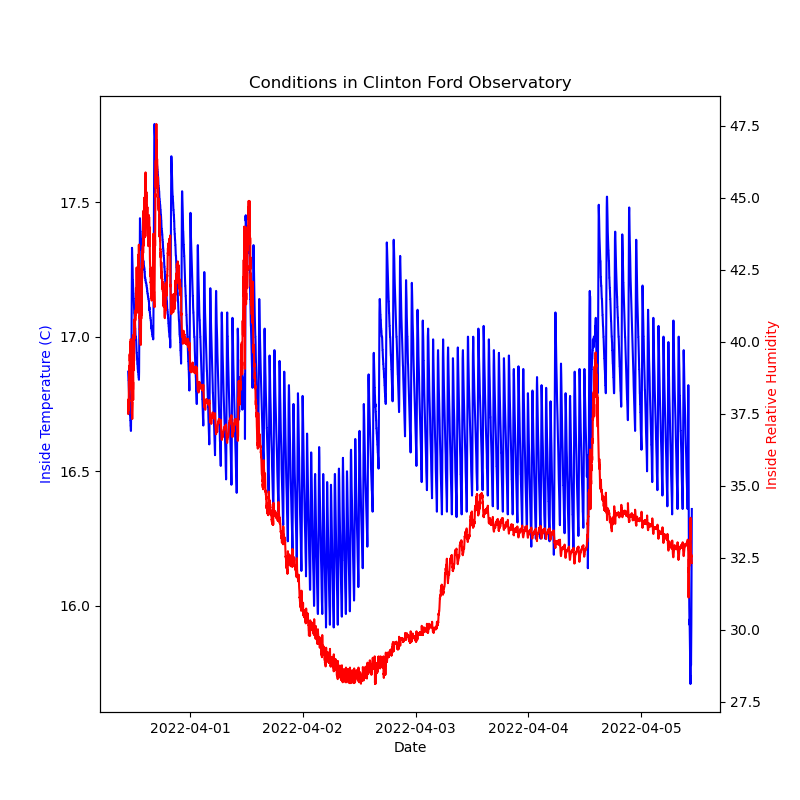 Conditions in Clinton Ford Observatory
Inside Temperature (C)
17.5
17.0
16.5
16.0
47.5
45.0
42.5
40.0
37.5
35.0
32.5
30.0
27.5
Inside Relative Humidity
2022-04-01 2022-04-02 2022-04-03 2022-04-04 2022-04-05
Date